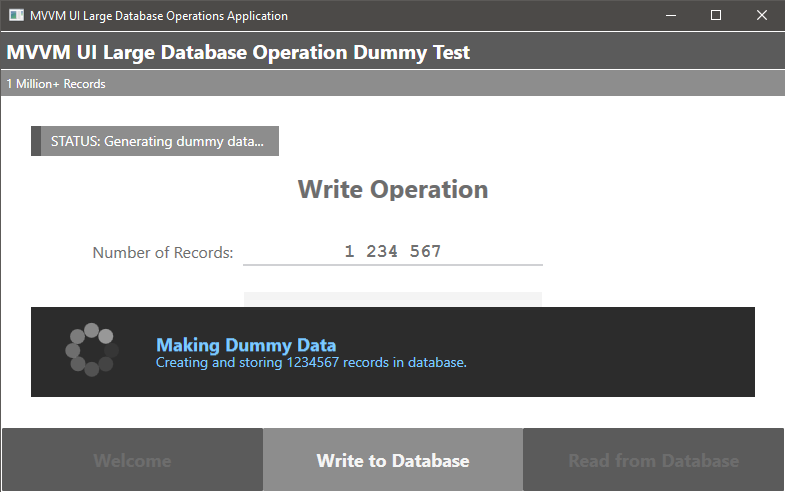 MVVM UI Large Database Operations Application
MVVM UI Large Database Operation Dummy Test
1 Million+ Records
STATUS: Generating dummy data...
Write Operation
Number of Records: 1 234 567
Making Dummy Data
Creating and storing 1234567 records in database.
Welcome Write to Database Read from Database